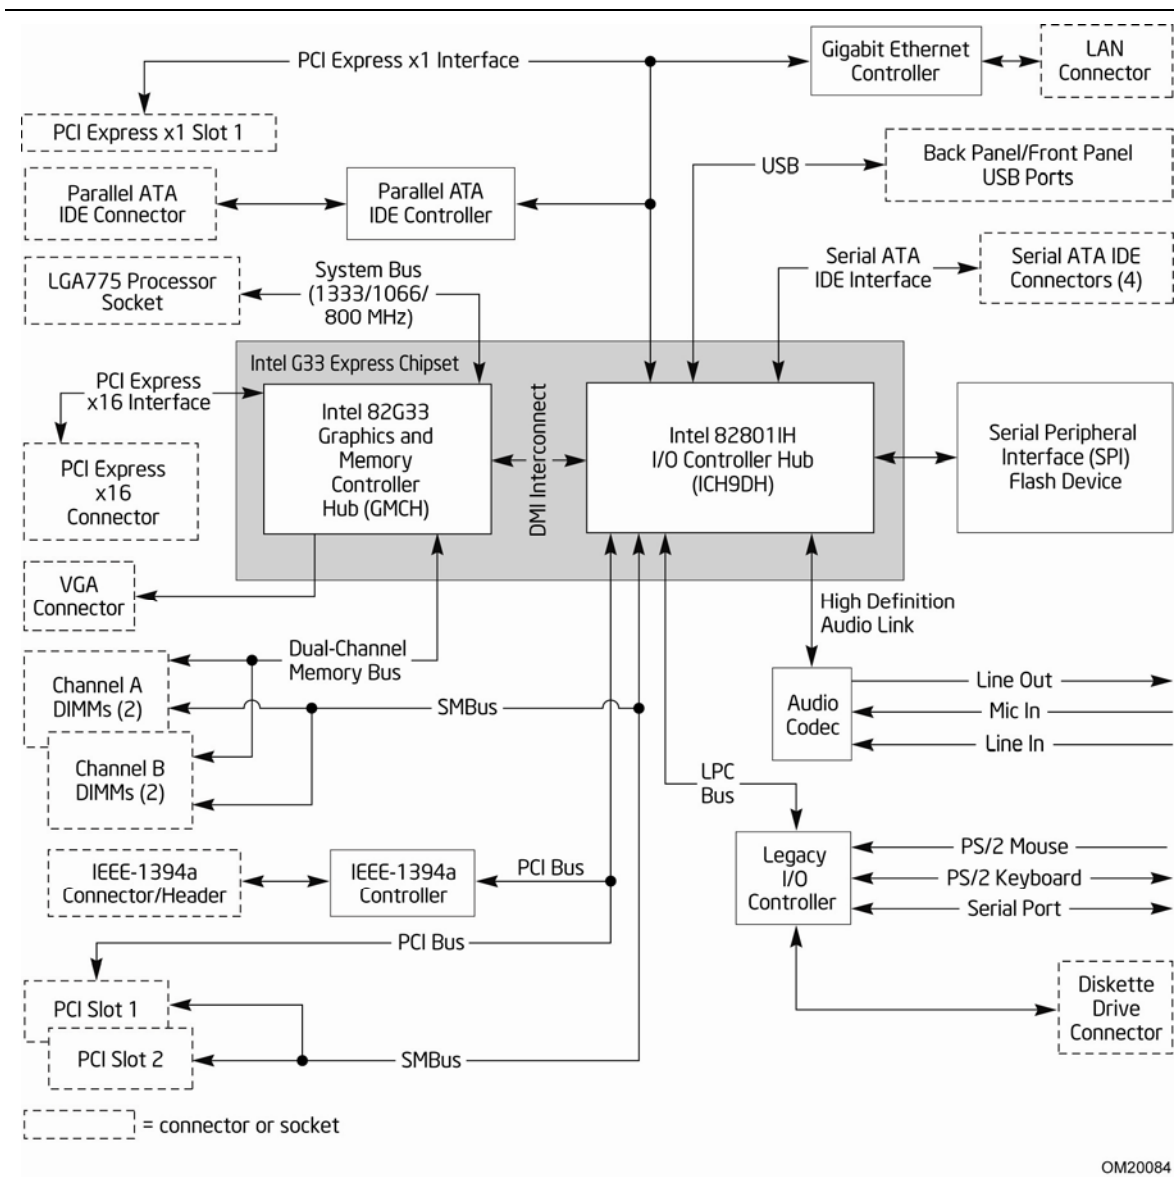 PCI Express x1 Interface
Gigabit Ethernet
Controller
LAN
Connector
PCI Express x1 Slot 1
USB
Back Panel/Front Panel
USB Ports
Parallel ATA
IDE Connector
Parallel ATA
IDE Controller
Serial ATA
IDE Interface
Serial ATA IDE
Connectors (4)
LGA775 Processor
Socket
System Bus
(1333/1066/
800 MHz)
Intel G33 Express Chipset
PCI Express
x16 Interface
PCI Express
x16
Connector
Intel 82G33
Graphics and
Memory
Controller
Hub (GMCH)
DMI Interconnect
Intel 82801IH
I/O Controller Hub
(ICH9DH)
Serial Peripheral
Interface (SPI)
Flash Device
VGA
Connector
High Definition
Audio Link
Dual-Channel
Memory Bus
Channel A
DIMMs (2)
SMBus
Channel B
DIMMs (2)
Audio
Codec
Line Out
Mic In
Line In
LPC
Bus
IEEE-1394a
Connector/Header
IEEE-1394a
Controller
PCI Bus
Legacy
I/O
Controller
PS/2 Mouse
PS/2 Keyboard
Serial Port
PCI Bus
PCI Slot 1
PCI Slot 2
SMBus
Diskette
Drive
Connector
= connector or socket
OM20084